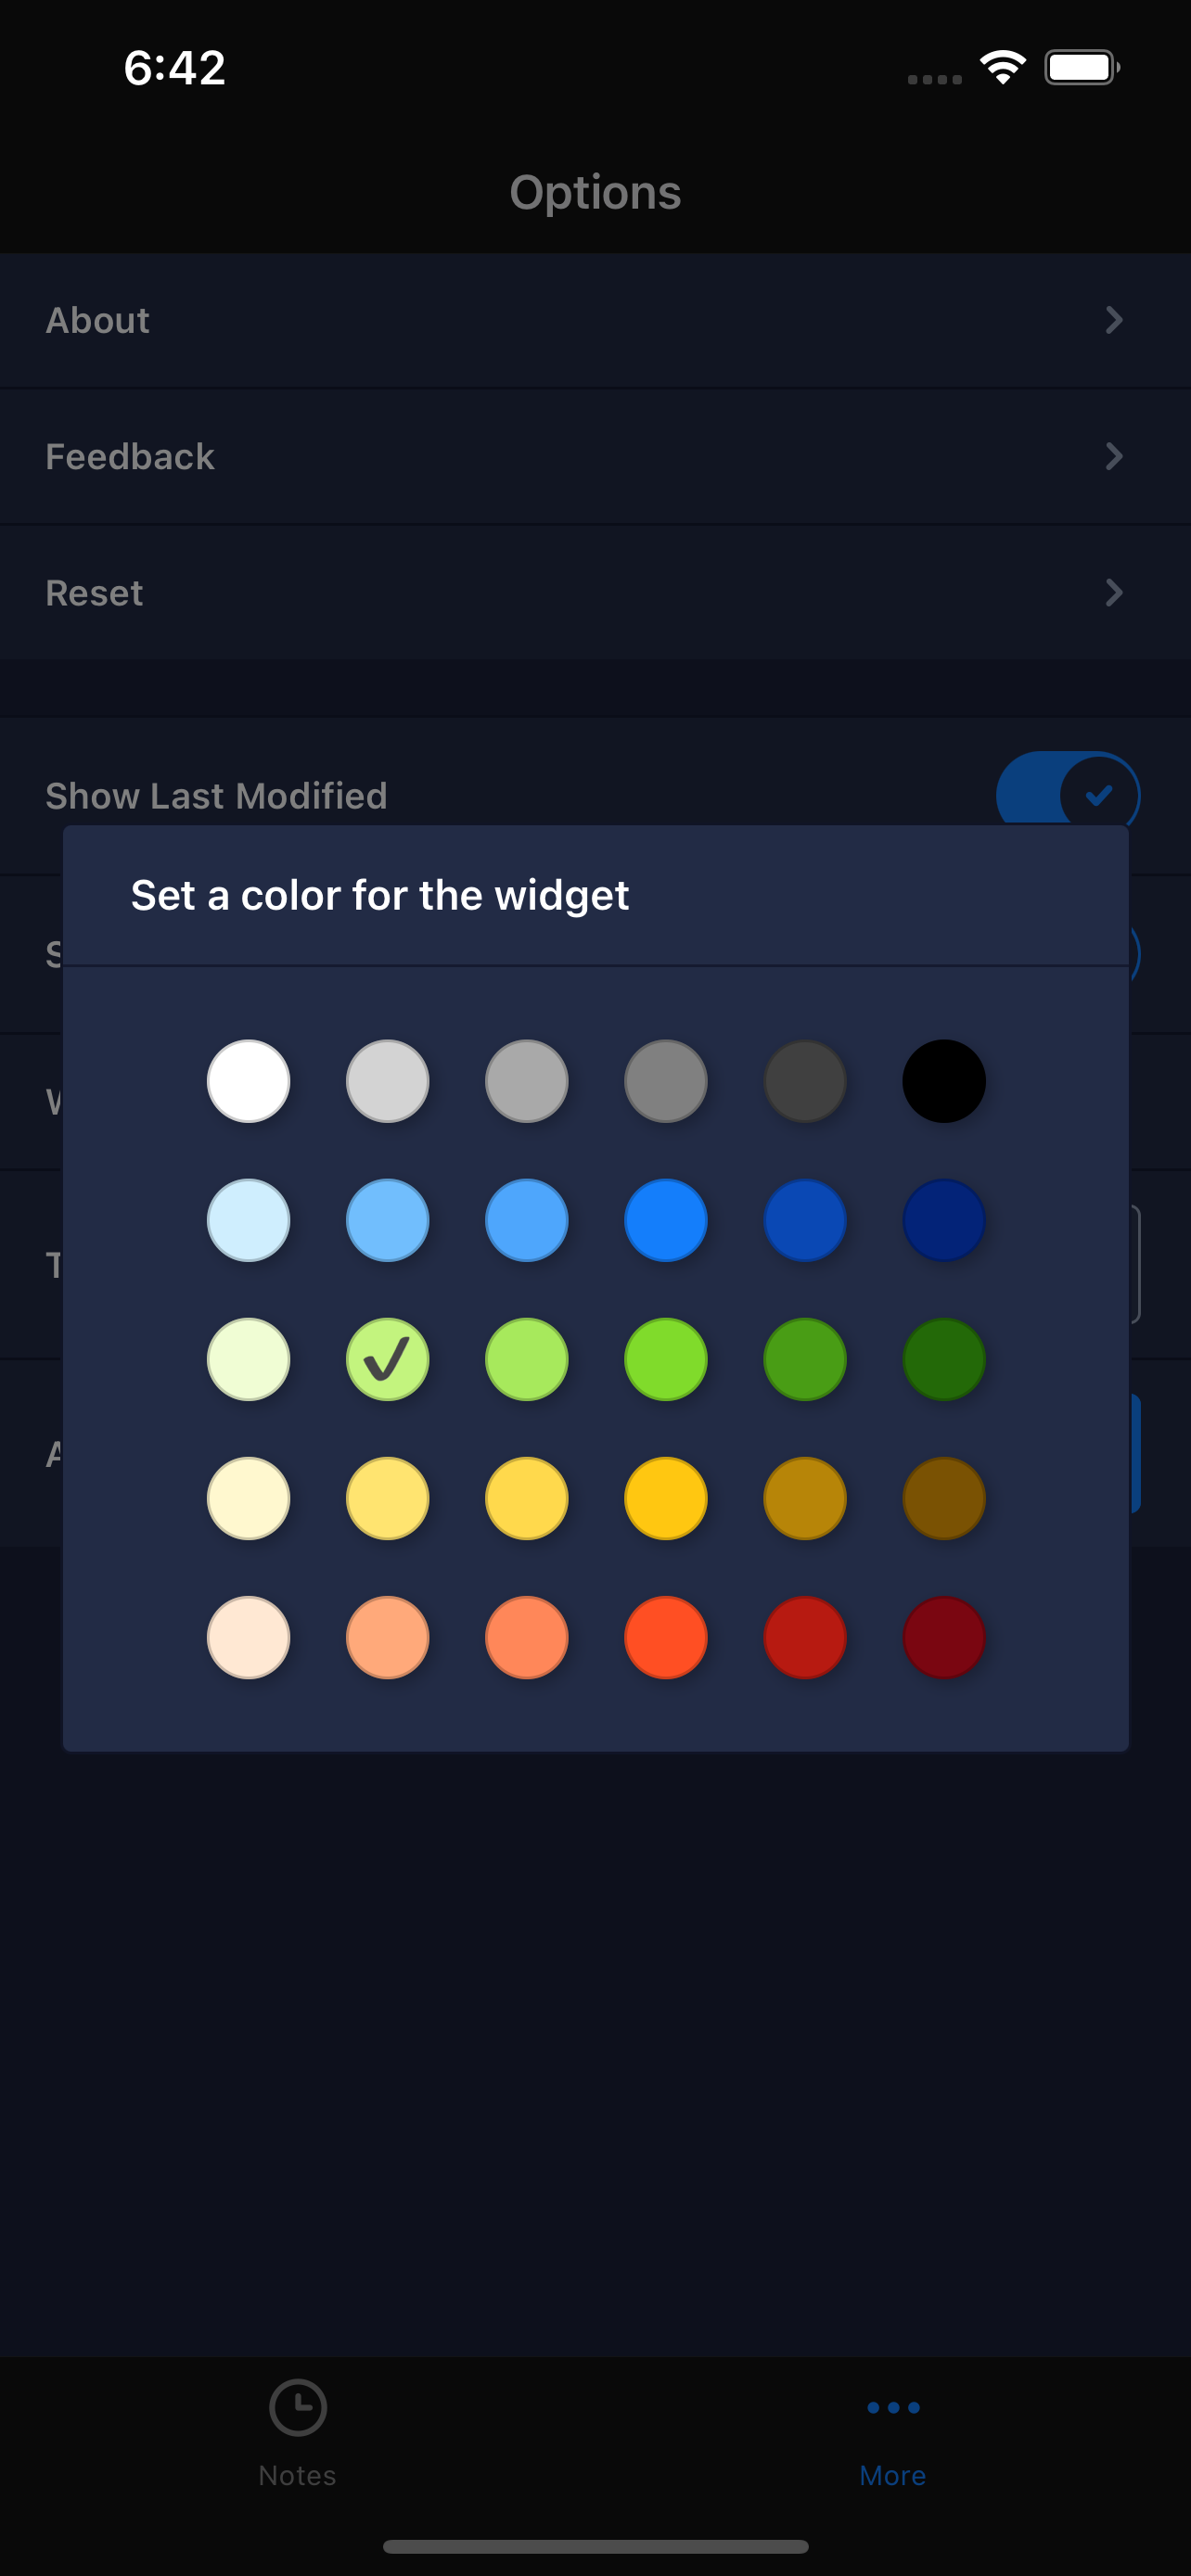 6:42
Options
About
Feedback
Reset
Show Last Modified
Set a color for the widget
Notes
More